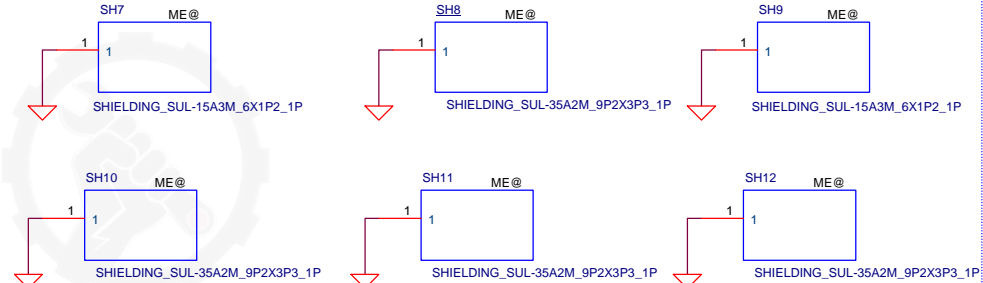 SH7 ME@ SH8 ME@ SH9 ME@
1 1 1 1 1 1
SHIELDING_SUL-15A3M_6X1P2_1P SHIELDING_SUL-35A2M_9P2X3P3_1P SHIELDING_SUL-15A3M_6X1P2_1P
SH10 ME@ SH11 ME@ SH12 ME@
1 1 1 1 1 1
SHIELDING_SUL-35A2M_9P2X3P3_1P SHIELDING_SUL-35A2M_9P2X3P3_1P SHIELDING_SUL-35A2M_9P2X3P3_1P